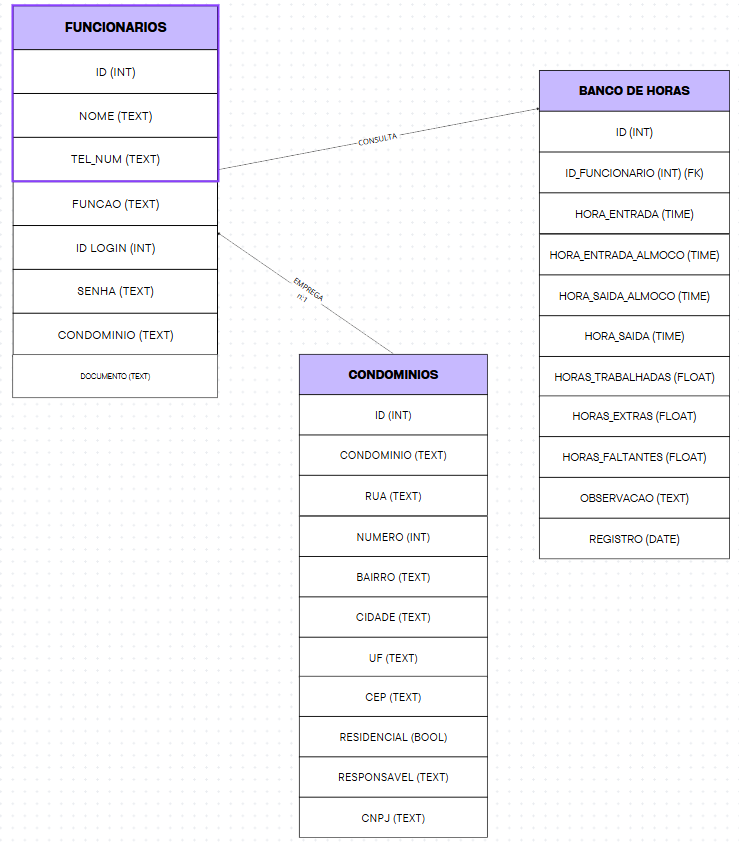 FUNCIONARIOS
ID (INT)
NOME (TEXT)
TEL_NUM (TEXT)
FUNCAO (TEXT)
ID LOGIN (INT)
SENHA (TEXT)
CONDOMINIO (TEXT)
DOCUMENTO (TEXT)
CONSULTA
EMPREGA
n:1
CONDOMINIOS
ID (INT)
CONDOMINIO (TEXT)
RUA (TEXT)
NUMERO (INT)
BAIRRO (TEXT)
CIDADE (TEXT)
UF (TEXT)
CEP (TEXT)
RESIDENCIAL (BOOL)
RESPONSAVEL (TEXT)
CNPJ (TEXT)
BANCO DE HORAS
ID (INT)
ID_FUNCIONARIO (INT) (FK)
HORA_ENTRADA (TIME)
HORA_ENTRADA_ALMOCO (TIME)
HORA_SAIDA_ALMOCO (TIME)
HORA_SAIDA (TIME)
HORAS_TRABALHADAS (FLOAT)
HORAS_EXTRAS (FLOAT)
HORAS_FALTANTES (FLOAT)
OBSERVACAO (TEXT)
REGISTRO (DATE)